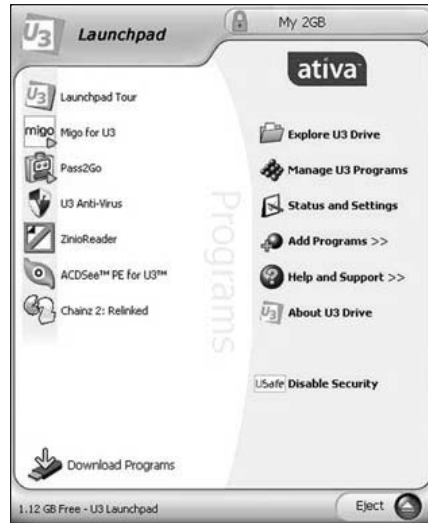 U3 Launchpad
My 2GB
ativa
U3 Launchpad Tour
migo Migo for U3
Pass2Go
U3 Anti-Virus
ZinioReader
ACDSee™ PE for U3™
Chainz 2: Relinked
Programs
Explore U3 Drive
Manage U3 Programs
Status and Settings
Add Programs >>
Help and Support >>
U3 About U3 Drive
USafe Disable Security
Download Programs
1.12 GB Free - U3 Launchpad
Eject